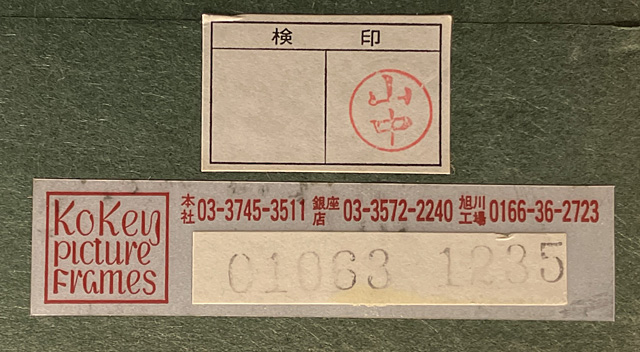 検 印
山中
KoKey
picture
Frames
本社 03-3745-3511 銀座店 03-3572-2240 旭川工場 0166-36-2723
01063 1235